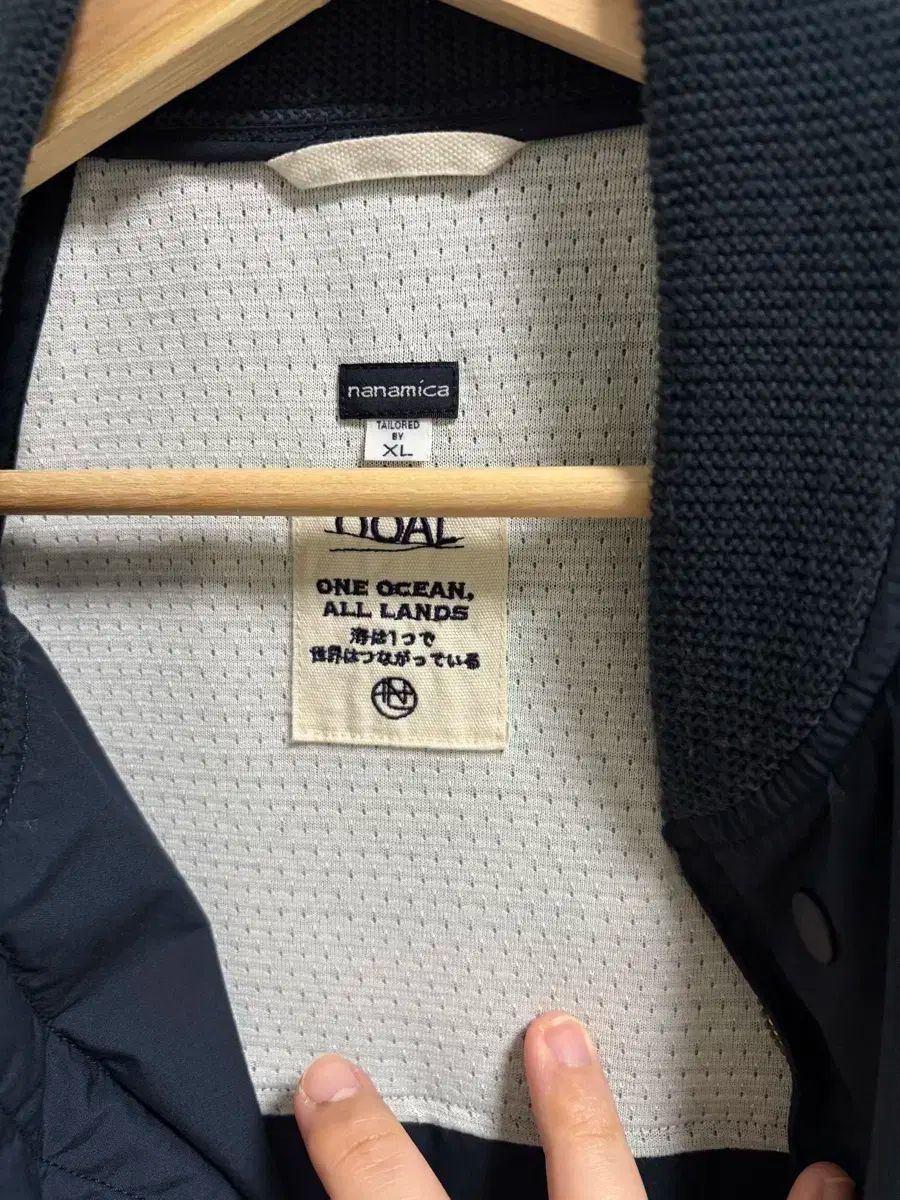 nanamica
TAILORED
BY
XL
OOAL
ONE OCEAN,
ALL LANDS
海は1つで
世界はつながっている